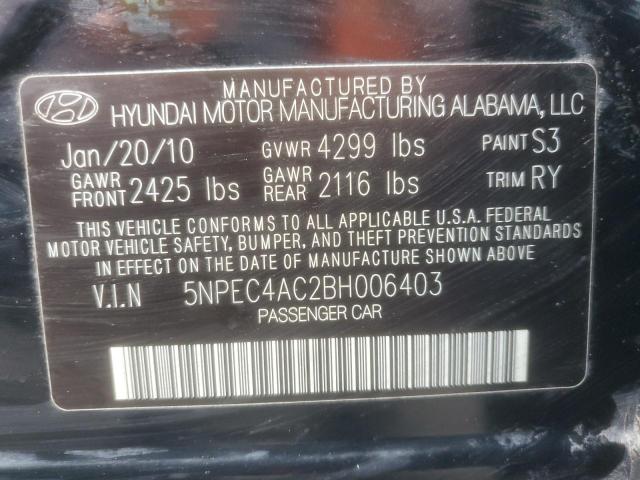 MANUFACTURED BY
HYUNDAI MOTOR MANUFACTURING ALABAMA, LLC
Jan/20/10 GVWR 4299 lbs PAINT S3
GAWR FRONT 2425 lbs GAWR REAR 2116 lbs TRIM RY
THIS VEHICLE CONFORMS TO ALL APPLICABLE U.S.A. FEDERAL
MOTOR VEHICLE SAFETY, BUMPER, AND THEFT PREVENTION STANDARDS
IN EFFECT ON THE DATE OF MANUFACTURE SHOWN ABOVE.
V.I.N 5NPEC4AC2BH006403
PASSENGER CAR